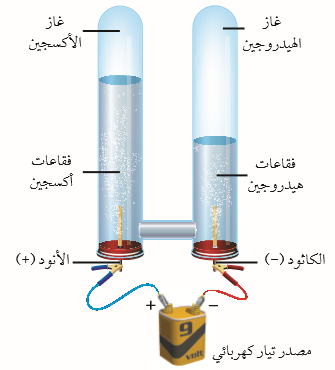 غاز
الهيدروجين
غاز
الأكسجين
فقاعات
هيدروجين
فقاعات
أكسجين
الكاثود (−)
الأنود (+)
+
−
9
volt
مصدر تيار كهربائي